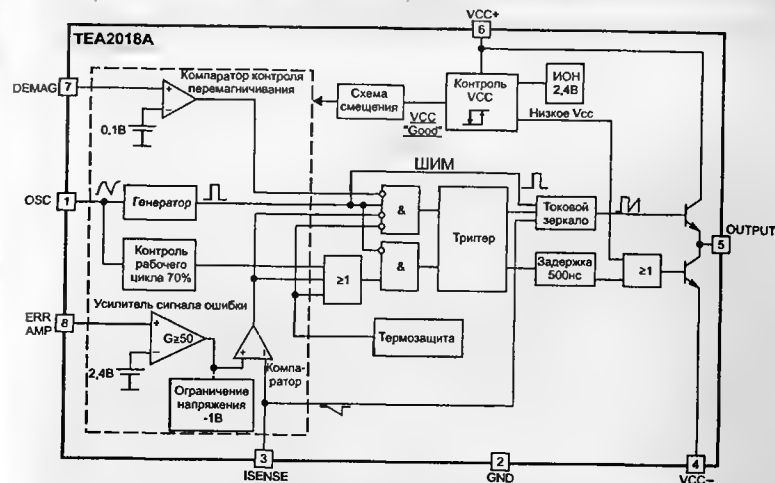 VCC+
6
TEA2018A
DEMAG
7
Компаратор контроля
перемагничивания
0,1В
Схема
смещения
VCC
"Good"
Контроль
VCC
ИОН
2,4В
Низкое Vcc
ШИМ
OSC
1
Генератор
&
Триггер
Токовой
зеркало
OUTPUT
5
Контроль
рабочего
цикла 70%
≥1
&
Задержка
500нс
≥1
Усилитель сигнала ошибки
ERR
AMP
8
G≥50
2,4В
Термозащита
Компа-
ратор
Ограничение
напряжения
-1В
3
ISENSE
2
GND
4
VCC−